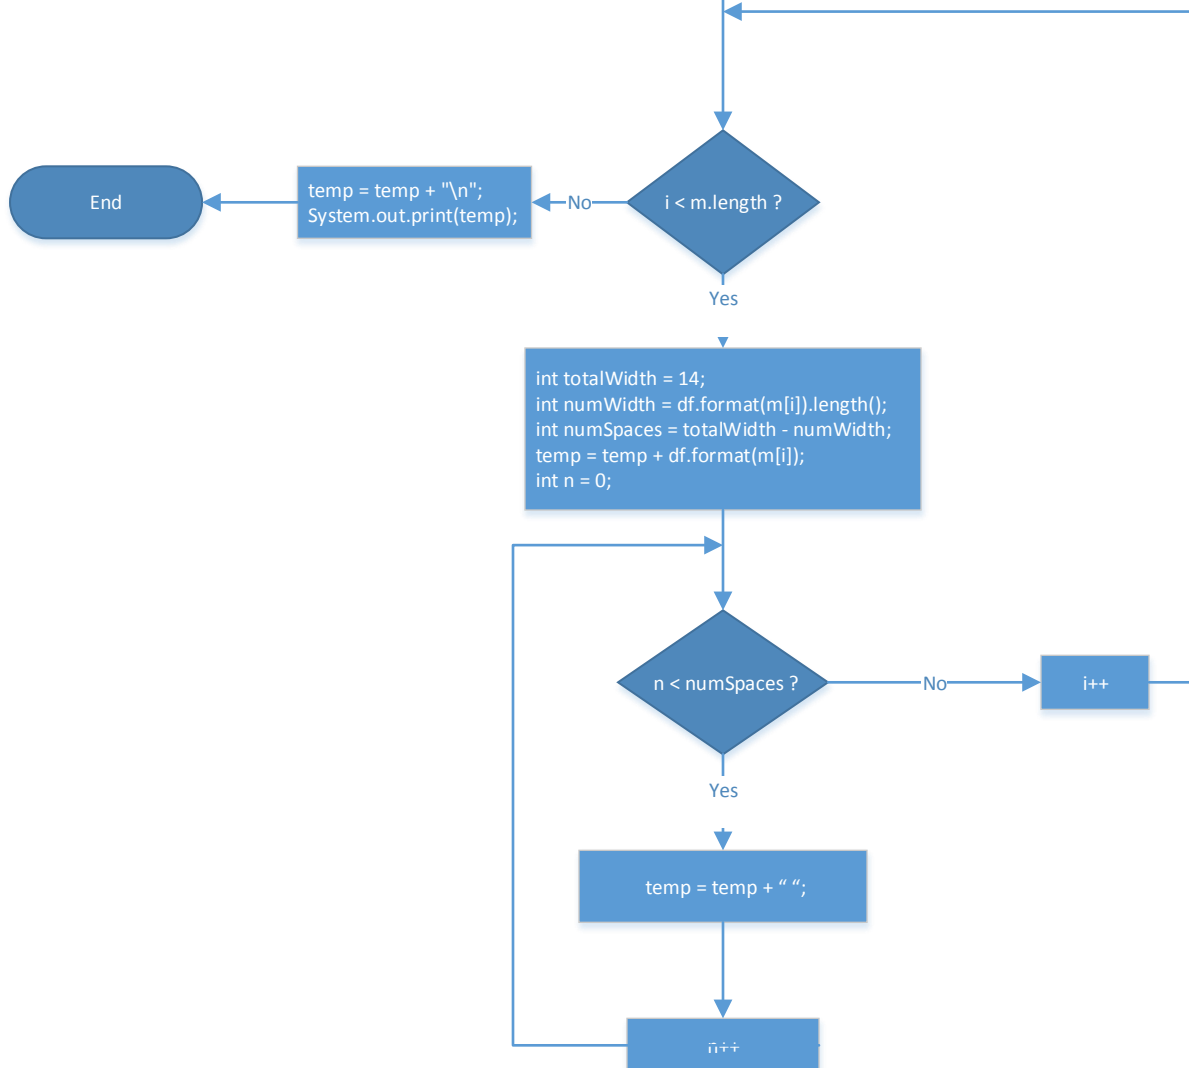 End
temp = temp + "\n";
System.out.print(temp);
No
i < m.length ?
Yes
int totalWidth = 14;
int numWidth = df.format(m[i]).length();
int numSpaces = totalWidth - numWidth;
temp = temp + df.format(m[i]);
int n = 0;
n < numSpaces ?
No
i++
Yes
temp = temp + “ “;
n++